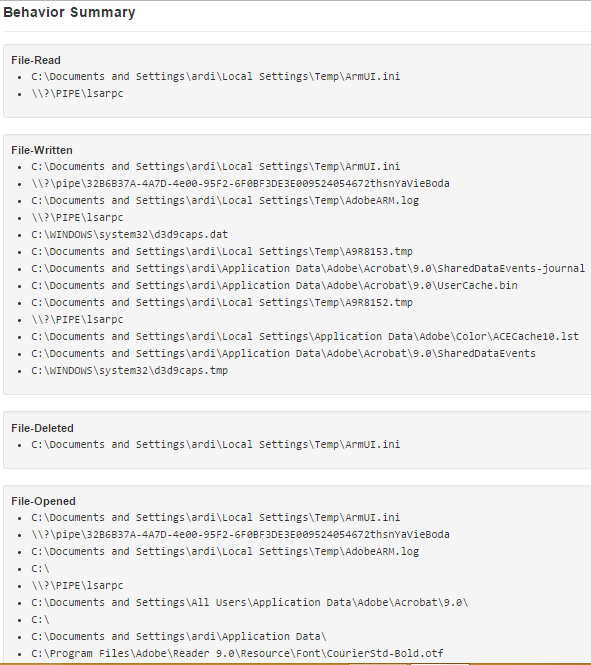 Behavior Summary
File-Read
C:\Documents and Settings\ardi\Local Settings\Temp\ArmUI.ini
\\?\PIPE\lsarpc
File-Written
C:\Documents and Settings\ardi\Local Settings\Temp\ArmUI.ini
\\?\pipe\32B6B37A-4A7D-4e00-95F2-6F0BF3DE3E009524054672thsnYaVieBoda
C:\Documents and Settings\ardi\Local Settings\Temp\AdobeARM.log
\\?\PIPE\lsarpc
C:\WINDOWS\system32\d3d9caps.dat
C:\Documents and Settings\ardi\Local Settings\Temp\A9R8153.tmp
C:\Documents and Settings\ardi\Application Data\Adobe\Acrobat\9.0\SharedDataEvents-journal
C:\Documents and Settings\ardi\Application Data\Adobe\Acrobat\9.0\UserCache.bin
C:\Documents and Settings\ardi\Local Settings\Temp\A9R8152.tmp
\\?\PIPE\lsarpc
C:\Documents and Settings\ardi\Local Settings\Application Data\Adobe\Color\ACECache10.lst
C:\Documents and Settings\ardi\Application Data\Adobe\Acrobat\9.0\SharedDataEvents
C:\WINDOWS\system32\d3d9caps.tmp
File-Deleted
C:\Documents and Settings\ardi\Local Settings\Temp\ArmUI.ini
File-Opened
C:\Documents and Settings\ardi\Local Settings\Temp\ArmUI.ini
\\?\pipe\32B6B37A-4A7D-4e00-95F2-6F0BF3DE3E009524054672thsnYaVieBoda
C:\Documents and Settings\ardi\Local Settings\Temp\AdobeARM.log
C:\
\\?\PIPE\lsarpc
C:\Documents and Settings\All Users\Application Data\Adobe\Acrobat\9.0\
C:\
C:\Documents and Settings\ardi\Application Data\
C:\Program Files\Adobe\Reader 9.0\Resource\Font\CourierStd-Bold.otf